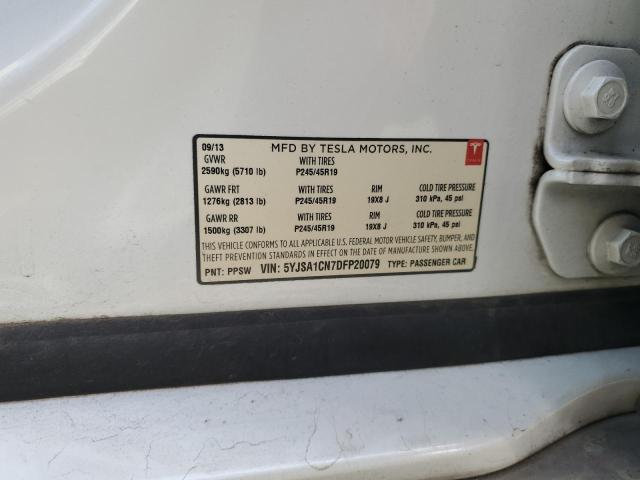 09/13 MFD BY TESLA MOTORS, INC.
GVWR WITH TIRES
2590kg (5710 lb) P245/45R19
GAWR FRT WITH TIRES RIM COLD TIRE PRESSURE
1276kg (2813 lb) P245/45R19 19X8 J 310 kPa, 45 psi
GAWR RR WITH TIRES RIM COLD TIRE PRESSURE
1500kg (3307 lb) P245/45R19 19X8 J 310 kPa, 45 psi
THIS VEHICLE CONFORMS TO ALL APPLICABLE U.S. FEDERAL MOTOR VEHICLE SAFETY, BUMPER, AND
THEFT PREVENTION STANDARDS IN EFFECT ON THE DATE OF MANUFACTURE SHOWN ABOVE.
PNT: PPSW VIN: 5YJSA1CN7DFP20079 TYPE: PASSENGER CAR